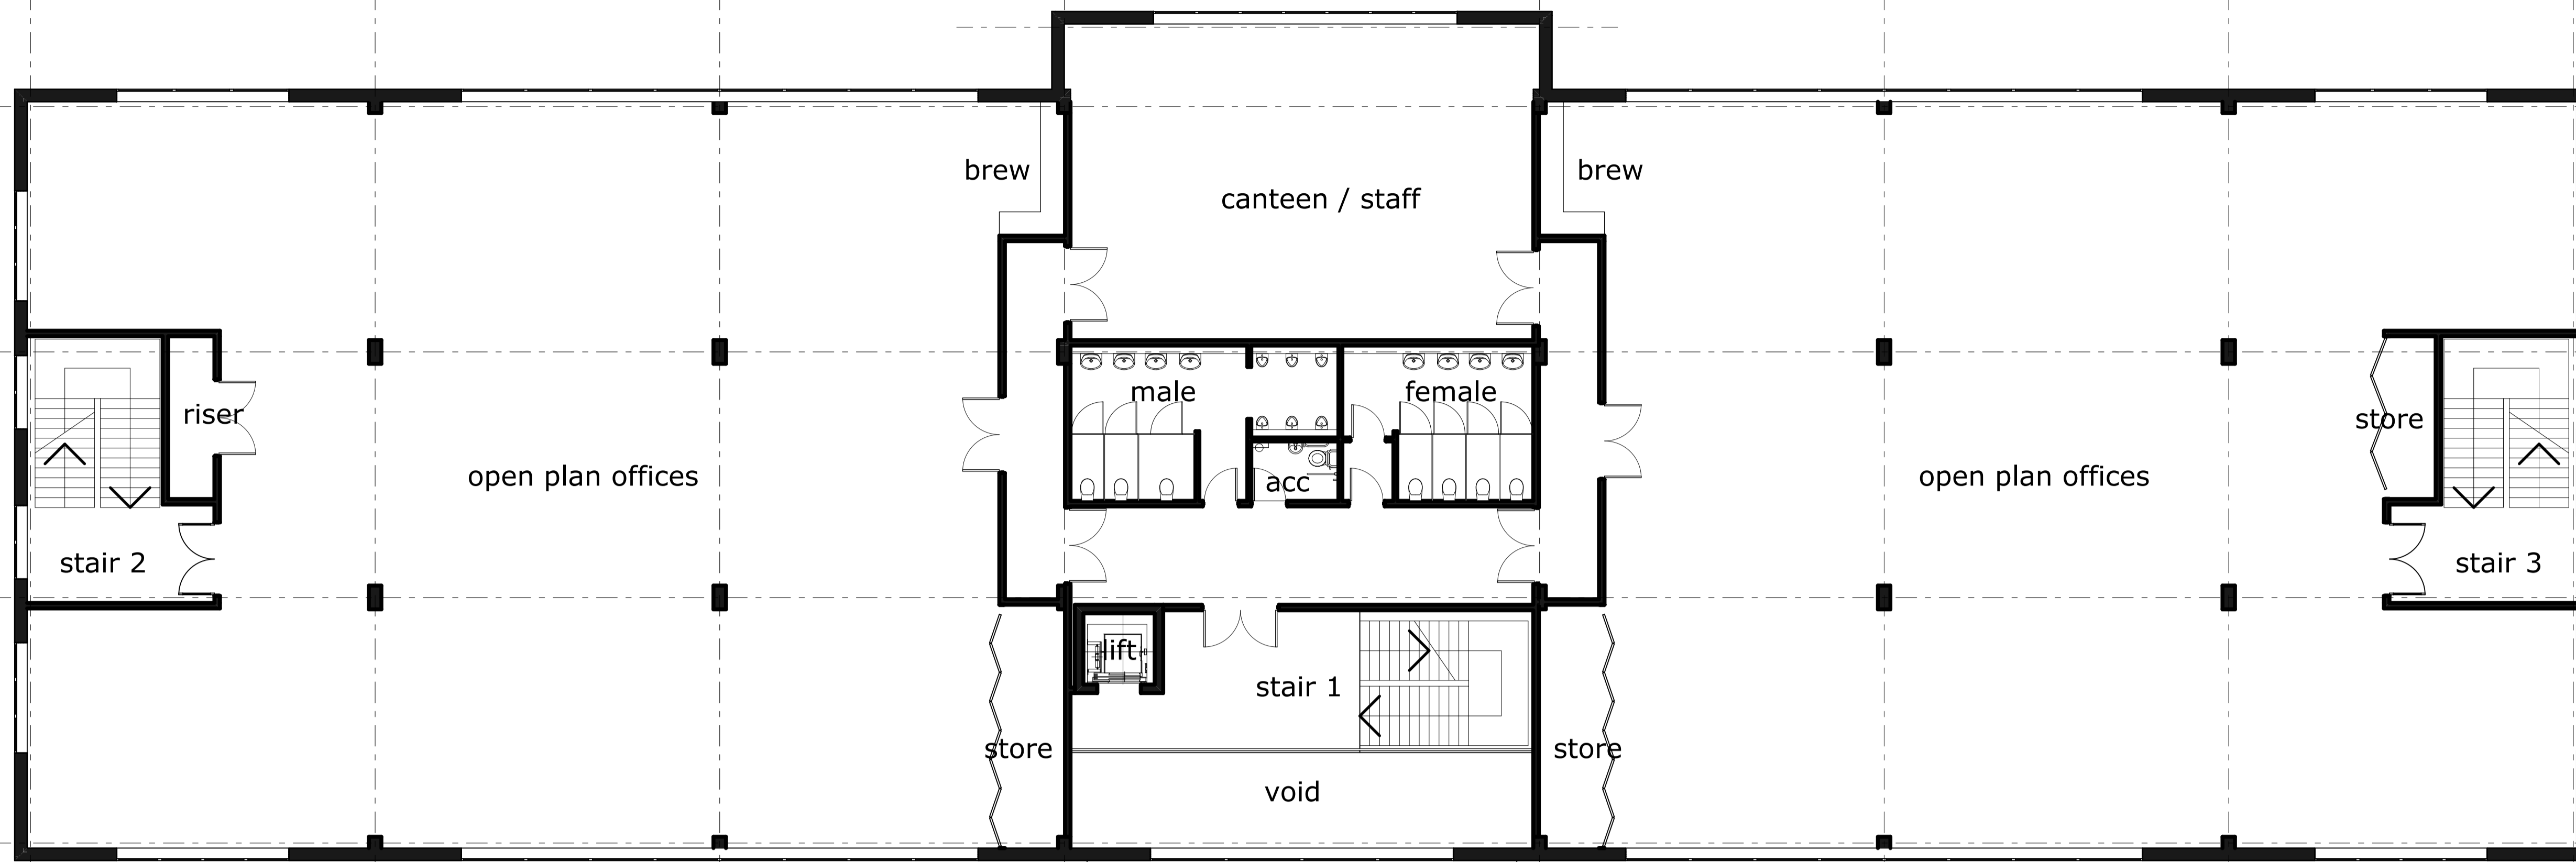 brew
brew
canteen / staff
male
female
riser
store
open plan offices
acc
open plan offices
stair 2
stair 3
lift
stair 1
store
store
void